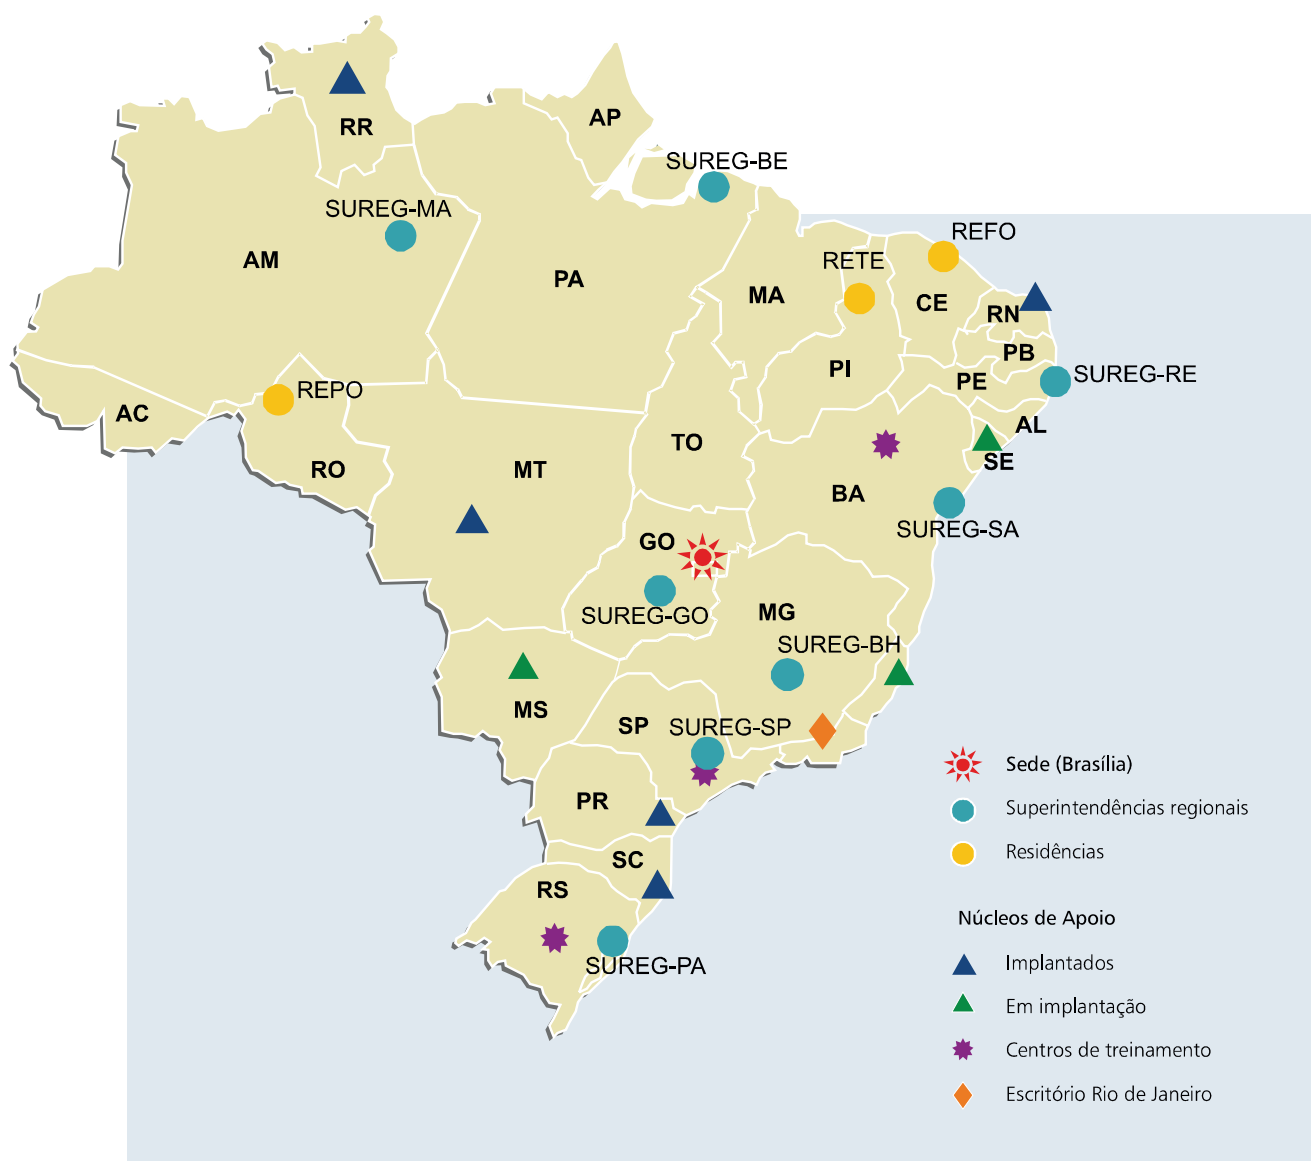 RR
AP
SUREG-BE
SUREG-MA
REFO
AM
RETE
PA
MA
CE
RN
PB
PI
SUREG-RE
PE
REPO
AC
AL
TO
SE
RO
MT
BA
SUREG-SA
GO
SUREG-GO
MG
SUREG-BH
MS
SP
SUREG-SP
PR
SC
RS
SUREG-PA
Sede (Brasília)
Superintendências regionais
Residências
Núcleos de Apoio
Implantados
Em implantação
Centros de treinamento
Escritório Rio de Janeiro